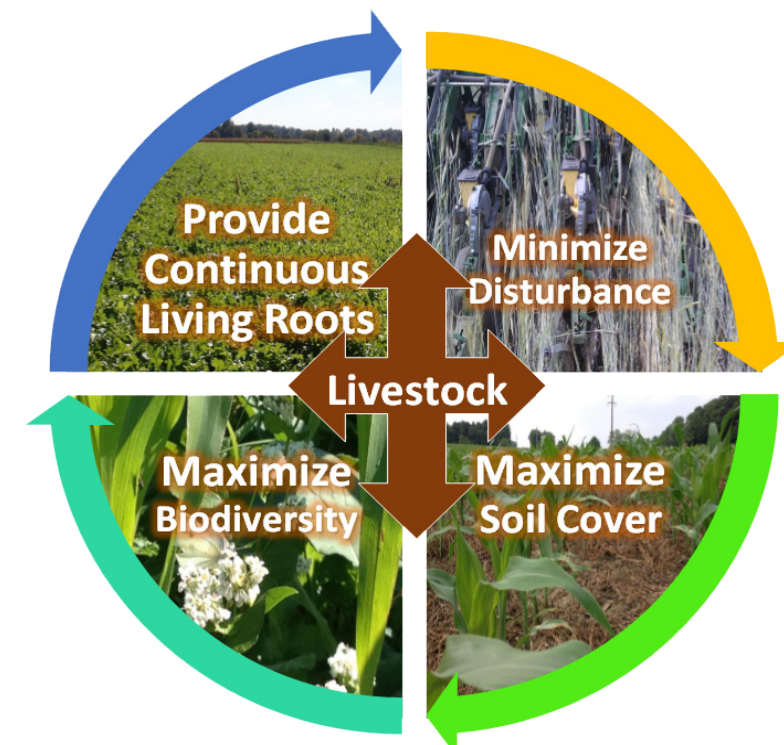 Provide
Continuous
Living Roots
Minimize
Disturbance
Livestock
Maximize
Biodiversity
Maximize
Soil Cover